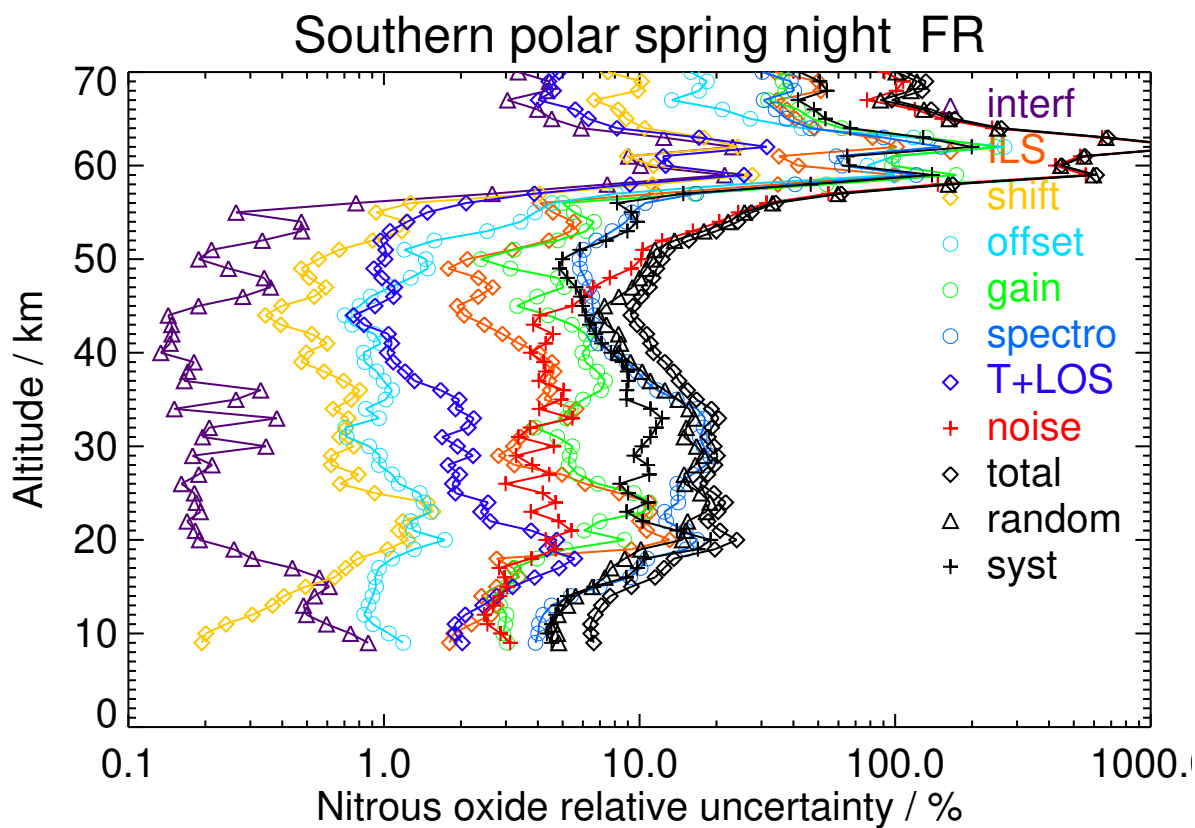 Southern polar spring night FR
70
60
50
40
30
20
10
0
Altitude / km
interf
ILS
shift
offset
gain
spectro
T+LOS
noise
total
random
syst
0.1 1.0 10.0 100.0 1000.0
Nitrous oxide relative uncertainty / %